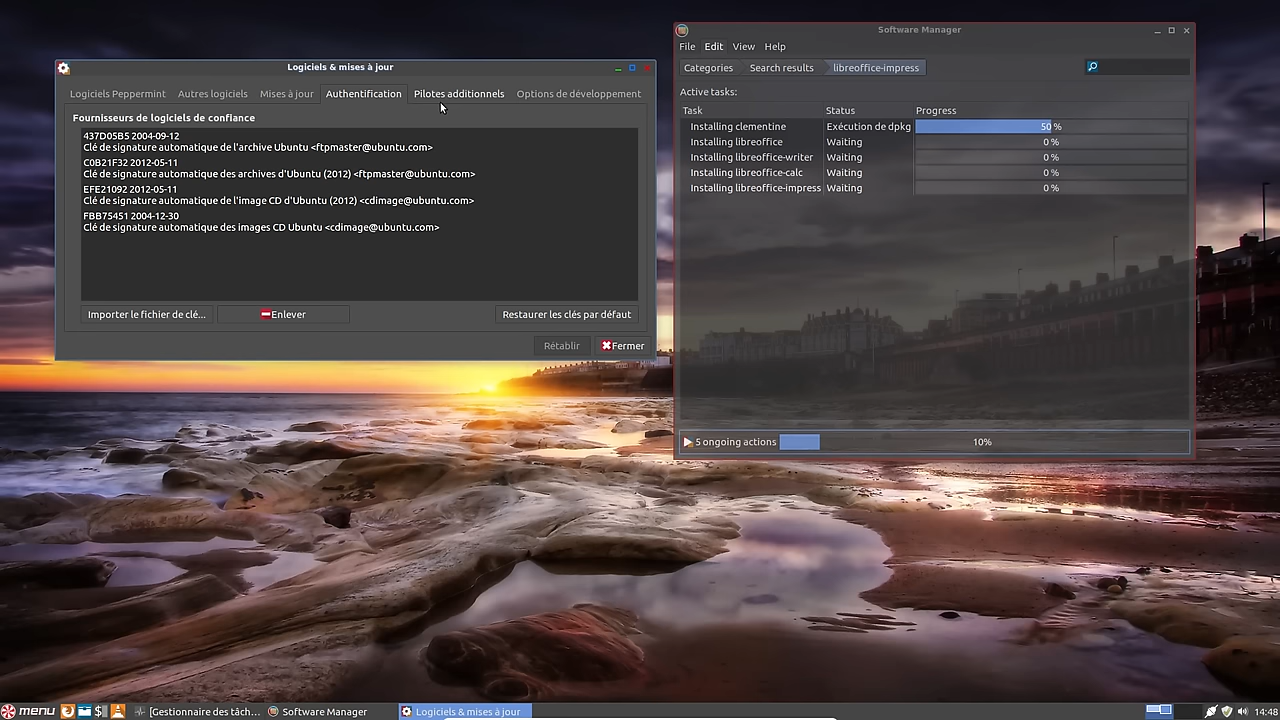 Logiciels & mises à jour
Logiciels Peppermint Autres logiciels Mises à jour Authentification Pilotes additionnels Options de développement
Fournisseurs de logiciels de confiance
437D05B5 2004-09-12
Clé de signature automatique de l'archive Ubuntu <ftpmaster@ubuntu.com>
C0B21F32 2012-05-11
Clé de signature automatique des archives d'Ubuntu (2012) <ftpmaster@ubuntu.com>
EFE21092 2012-05-11
Clé de signature automatique de l'image CD d'Ubuntu (2012) <cdimage@ubuntu.com>
FBB75451 2004-12-30
Clé de signature automatique des images CD Ubuntu <cdimage@ubuntu.com>
Importer le fichier de clé... Enlever Restaurer les clés par défaut
Rétablir Fermer
Software Manager
File Edit View Help
Categories Search results libreoffice-impress
Active tasks:
Task Status Progress
Installing clementine Exécution de dpkg 50 %
Installing libreoffice Waiting 0 %
Installing libreoffice-writer Waiting 0 %
Installing libreoffice-calc Waiting 0 %
Installing libreoffice-impress Waiting 0 %
5 ongoing actions 10%
menu $ [Gestionnaire des tâch... Software Manager Logiciels & mises à jour 14:48